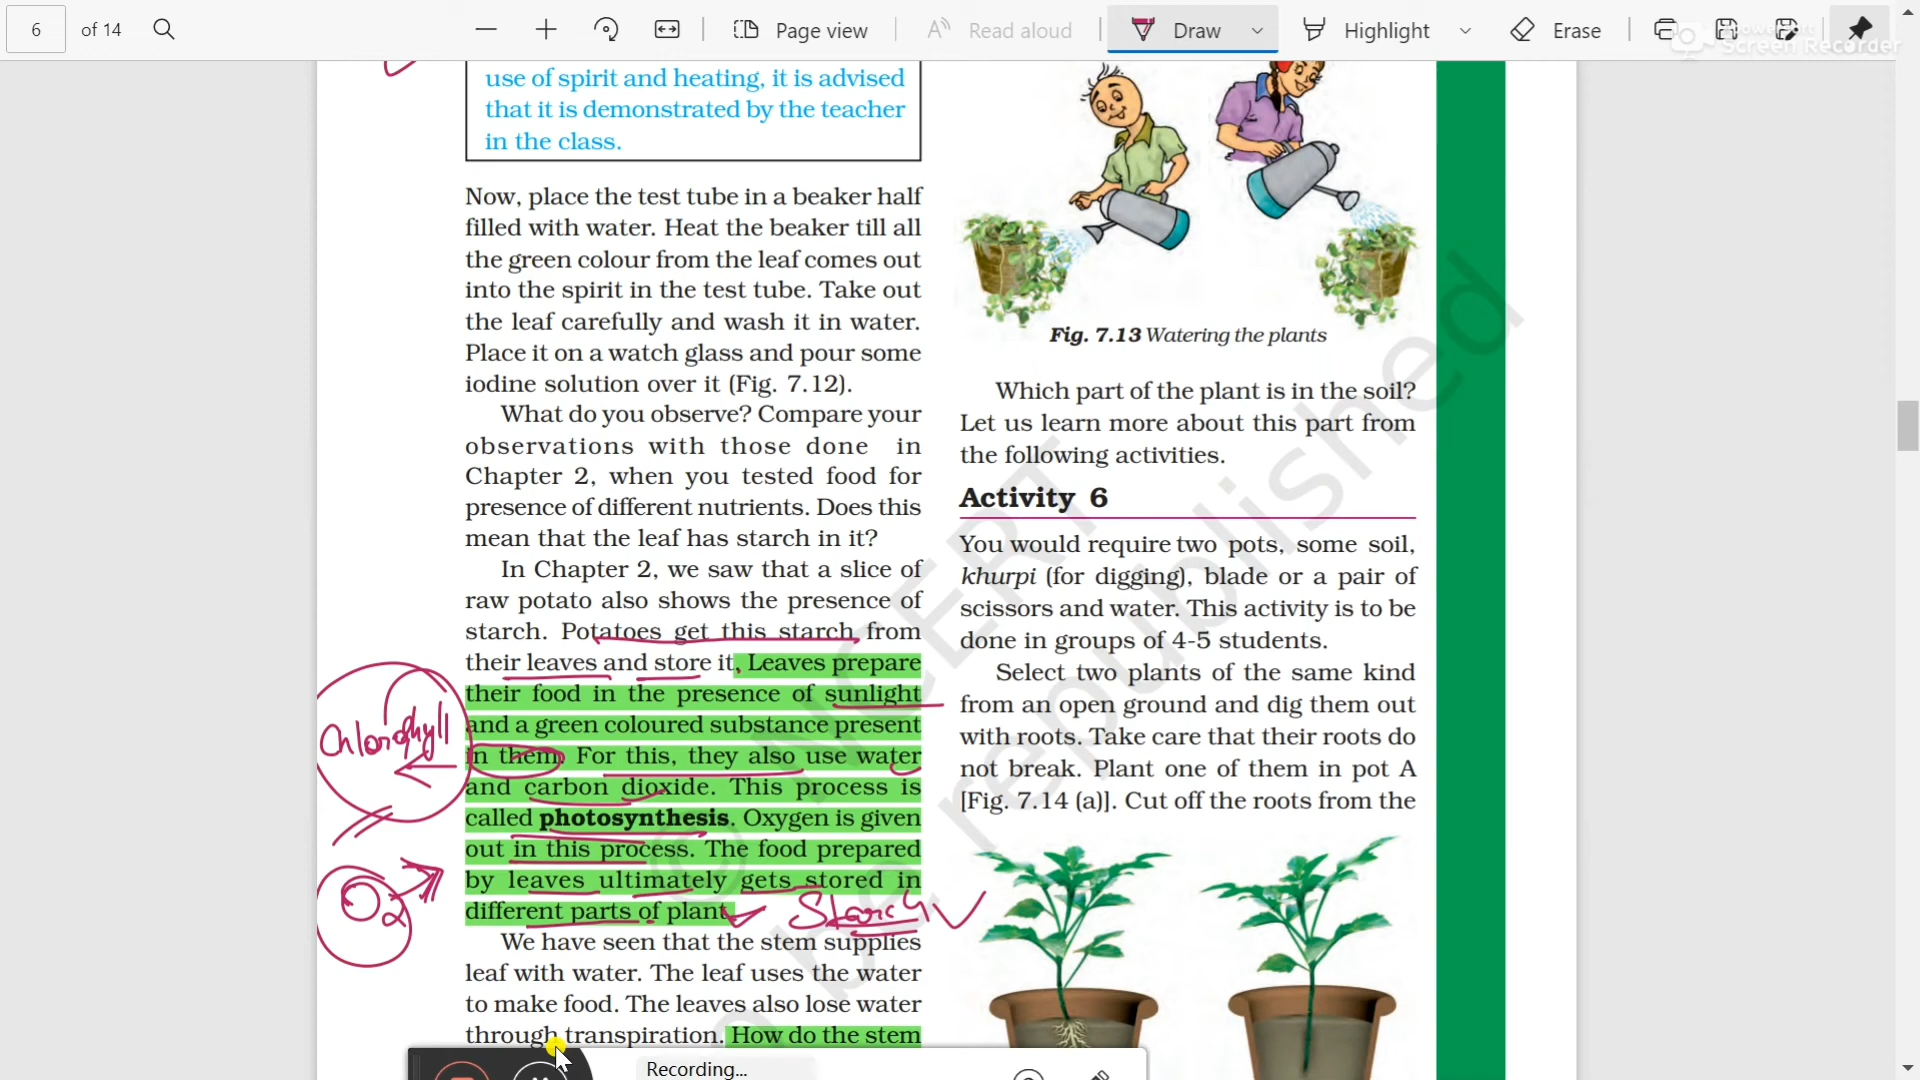 6 of 14
Page view
Read aloud
Draw
Highlight
Erase
Screen Recorder
use of spirit and heating, it is advised
that it is demonstrated by the teacher
in the class.
Now, place the test tube in a beaker half
filled with water. Heat the beaker till all
the green colour from the leaf comes out
into the spirit in the test tube. Take out
the leaf carefully and wash it in water.
Place it on a watch glass and pour some
iodine solution over it (Fig. 7.12).
What do you observe? Compare your
observations with those done in
Chapter 2, when you tested food for
presence of different nutrients. Does this
mean that the leaf has starch in it?
In Chapter 2, we saw that a slice of
raw potato also shows the presence of
starch. Potatoes get this starch from
their leaves and store it, Leaves prepare
their food in the presence of sunlight
and a green coloured substance present
in them. For this, they also use water
and carbon dioxide. This process is
called photosynthesis. Oxygen is given
out in this process. The food prepared
by leaves ultimately gets stored in
different parts of plant.
We have seen that the stem supplies
leaf with water. The leaf uses the water
to make food. The leaves also lose water
through transpiration. How do the stem
Chlorophyll
O2
Starch
Fig. 7.13 Watering the plants
Which part of the plant is in the soil?
Let us learn more about this part from
the following activities.
Activity 6
You would require two pots, some soil,
khurpi (for digging), blade or a pair of
scissors and water. This activity is to be
done in groups of 4-5 students.
Select two plants of the same kind
from an open ground and dig them out
with roots. Take care that their roots do
not break. Plant one of them in pot A
[Fig. 7.14 (a)]. Cut off the roots from the
© NCERT
be republished
Recording...